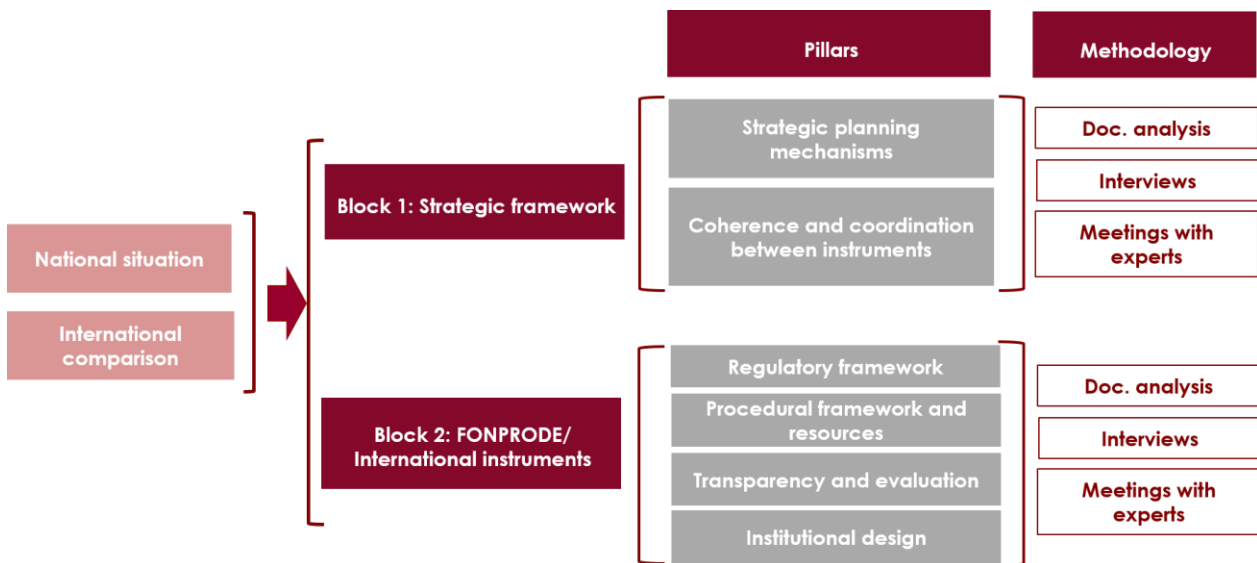 Pillars
Methodology
National situation
International
comparison
Block 1: Strategic framework
Strategic planning
mechanisms
Coherence and coordination
between instruments
Doc. analysis
Interviews
Meetings with
experts
Block 2: FONPRODE/
International instruments
Regulatory framework
Procedural framework and
resources
Transparency and evaluation
Institutional design
Doc. analysis
Interviews
Meetings with
experts